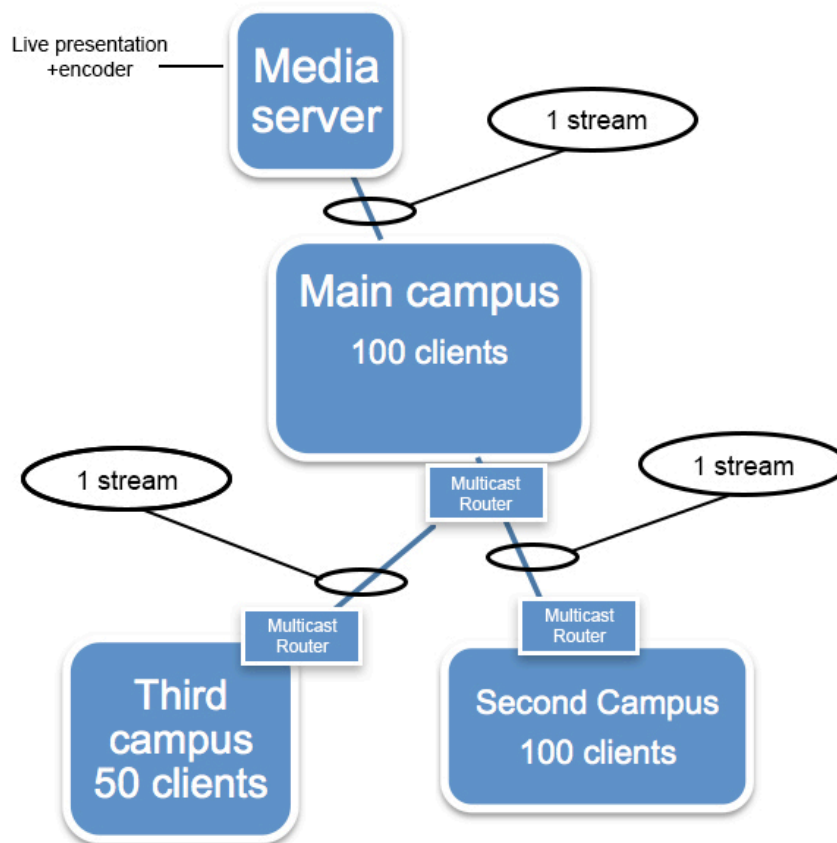 Live presentation
+encoder
Media
server
1 stream
Main campus
100 clients
1 stream
1 stream
Multicast
Router
Multicast
Router
Multicast
Router
Third
campus
50 clients
Second Campus
100 clients